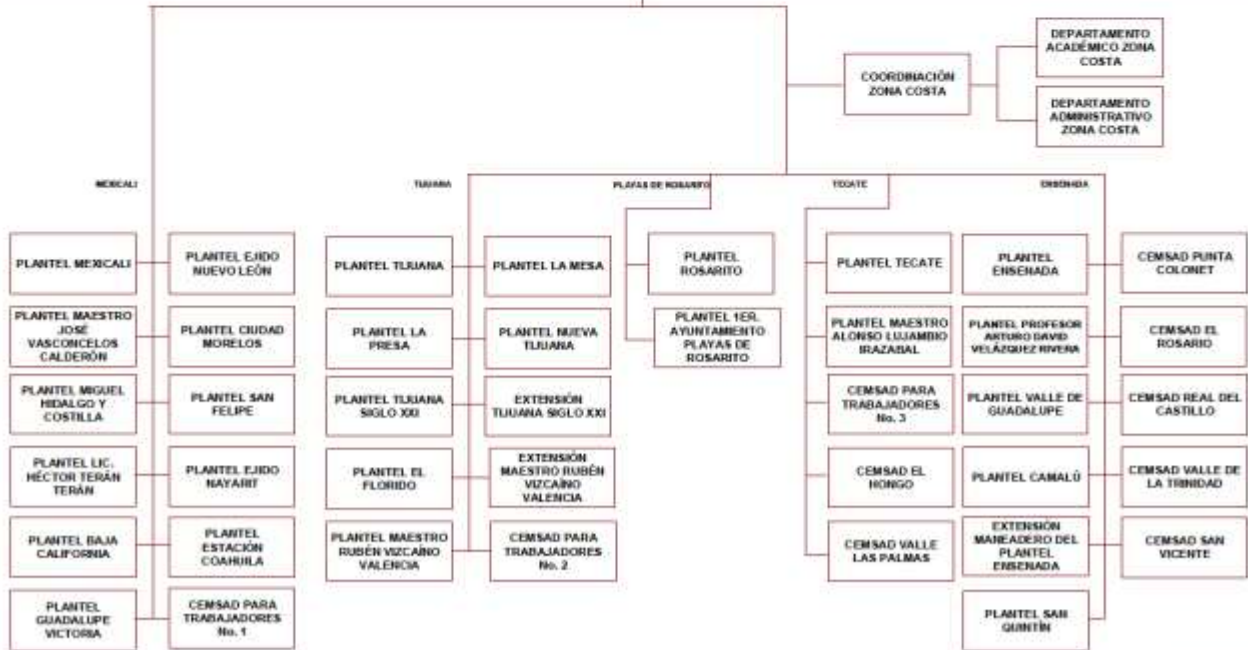 DEPARTAMENTO
ACADÉMICO ZONA
COSTA
COORDINACIÓN
ZONA COSTA
DEPARTAMENTO
ADMINISTRATIVO
ZONA COSTA
MEXICALI
TIJUANA
PLAYAS DE ROSARITO
TECATE
ENSENADA
PLANTEL MEXICALI
PLANTEL EJIDO
NUEVO LEÓN
PLANTEL MAESTRO
JOSÉ
VASCONCELOS
CALDERÓN
PLANTEL CIUDAD
MORELOS
PLANTEL MIGUEL
HIDALGO Y
COSTILLA
PLANTEL SAN
FELIPE
PLANTEL LIC.
HÉCTOR TERÁN
TERÁN
PLANTEL EJIDO
NAYARIT
PLANTEL BAJA
CALIFORNIA
PLANTEL
ESTACIÓN
COAHUILA
PLANTEL
GUADALUPE
VICTORIA
CEMSAD PARA
TRABAJADORES
No. 1
PLANTEL TIJUANA
PLANTEL LA MESA
PLANTEL LA
PRESA
PLANTEL NUEVA
TIJUANA
PLANTEL TIJUANA
SIGLO XXI
EXTENSIÓN
TIJUANA SIGLO XXI
PLANTEL EL
FLORIDO
EXTENSIÓN
MAESTRO RUBÉN
VIZCAÍNO
VALENCIA
PLANTEL MAESTRO
RUBÉN VIZCAÍNO
VALENCIA
CEMSAD PARA
TRABAJADORES
No. 2
PLANTEL
ROSARITO
PLANTEL 1ER.
AYUNTAMIENTO
PLAYAS DE
ROSARITO
PLANTEL TECATE
PLANTEL MAESTRO
ALONSO LUJAMBIO
IRAZABAL
CEMSAD PARA
TRABAJADORES
No. 3
CEMSAD EL
HONGO
CEMSAD VALLE
LAS PALMAS
PLANTEL
ENSENADA
CEMSAD PUNTA
COLONET
PLANTEL PROFESOR
ARTURO DAVID
VELÁZQUEZ RIVERA
CEMSAD EL
ROSARIO
PLANTEL VALLE DE
GUADALUPE
CEMSAD REAL DEL
CASTILLO
PLANTEL CAMALÚ
CEMSAD VALLE DE
LA TRINIDAD
EXTENSIÓN
MANEADERO DEL
PLANTEL
ENSENADA
CEMSAD SAN
VICENTE
PLANTEL SAN
QUINTÍN